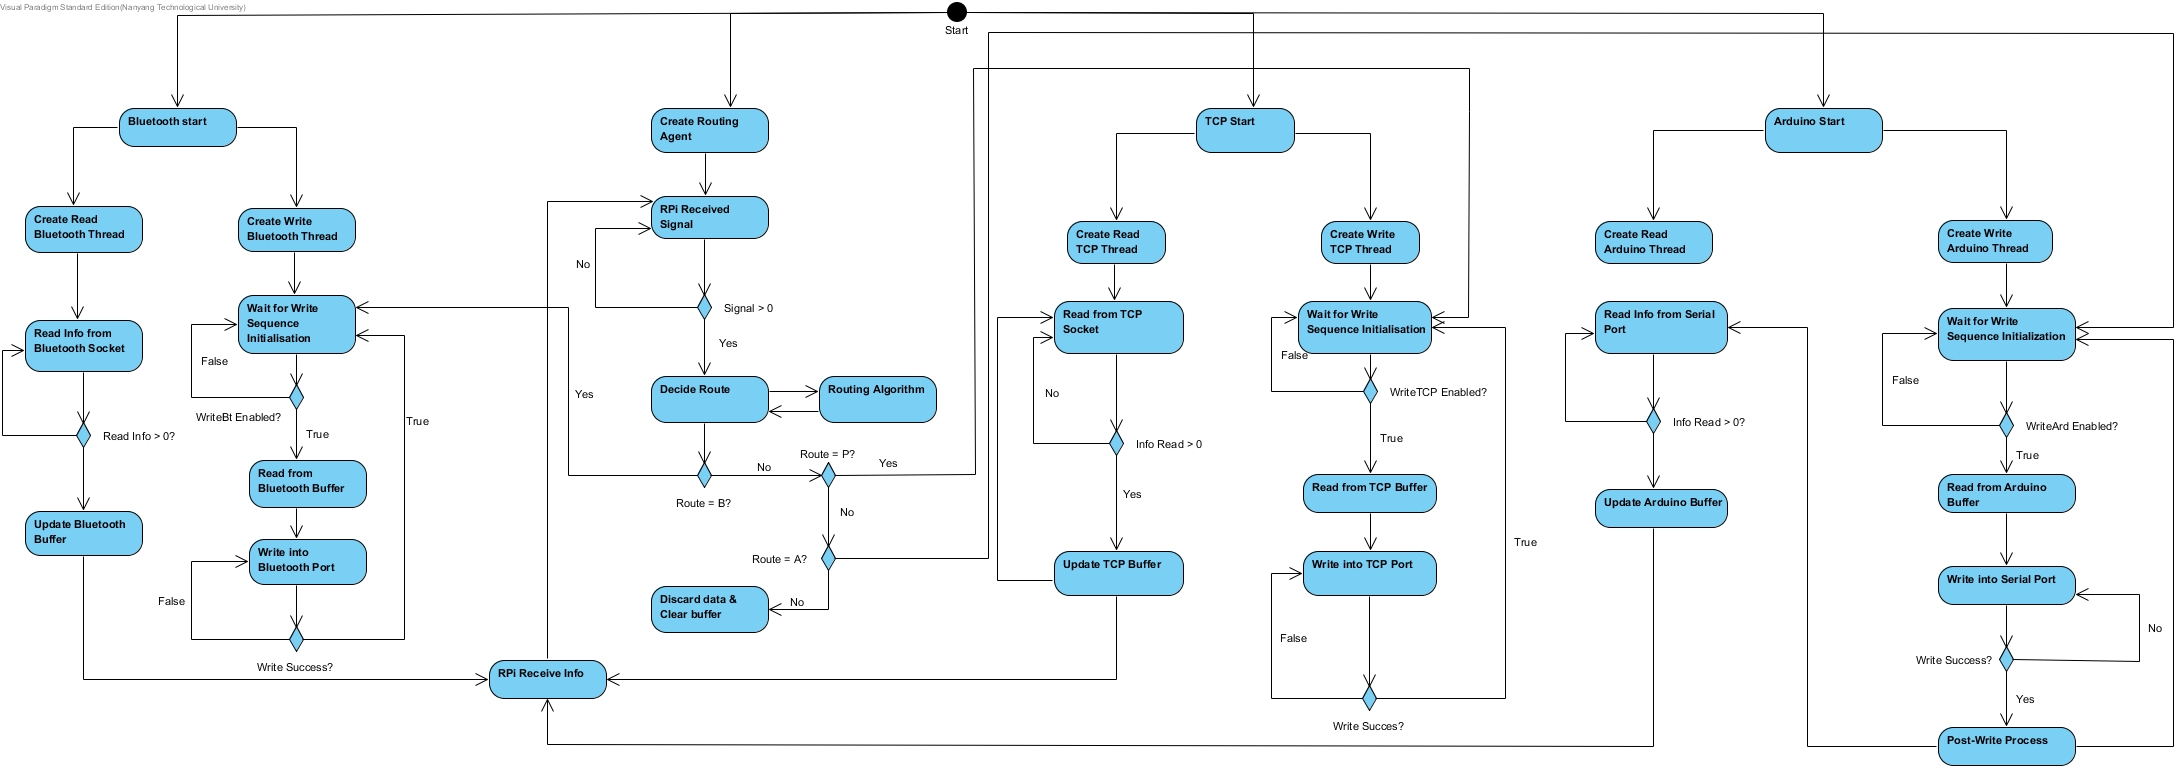 Visual Paradigm Standard Edition(Nanyang Technological University)
Start
Bluetooth start
Create Read
Bluetooth Thread
Create Write
Bluetooth Thread
Read Info from
Bluetooth Socket
Wait for Write
Sequence
Initialisation
False
WriteBt Enabled?
True
True
Read Info > 0?
Read from
Bluetooth Buffer
Update Bluetooth
Buffer
Write into
Bluetooth Port
False
Write Success?
Create Routing
Agent
RPi Received
Signal
No
Signal > 0
Yes
Decide Route
Routing Algorithm
Yes
Route = B?
No
Route = P?
Yes
No
Route = A?
No
Discard data &
Clear buffer
RPi Receive Info
TCP Start
Create Read
TCP Thread
Create Write
TCP Thread
Read from TCP
Socket
Wait for Write
Sequence Initialisation
False
No
WriteTCP Enabled?
True
Info Read > 0
Yes
Read from TCP Buffer
Update TCP Buffer
Write into TCP Port
True
False
Write Succes?
Arduino Start
Create Read
Arduino Thread
Create Write
Arduino Thread
Read Info from Serial
Port
Wait for Write
Sequence Initialization
False
Info Read > 0?
WriteArd Enabled?
True
Update Arduino Buffer
Read from Arduino
Buffer
Write into Serial Port
No
Write Success?
Yes
Post-Write Process